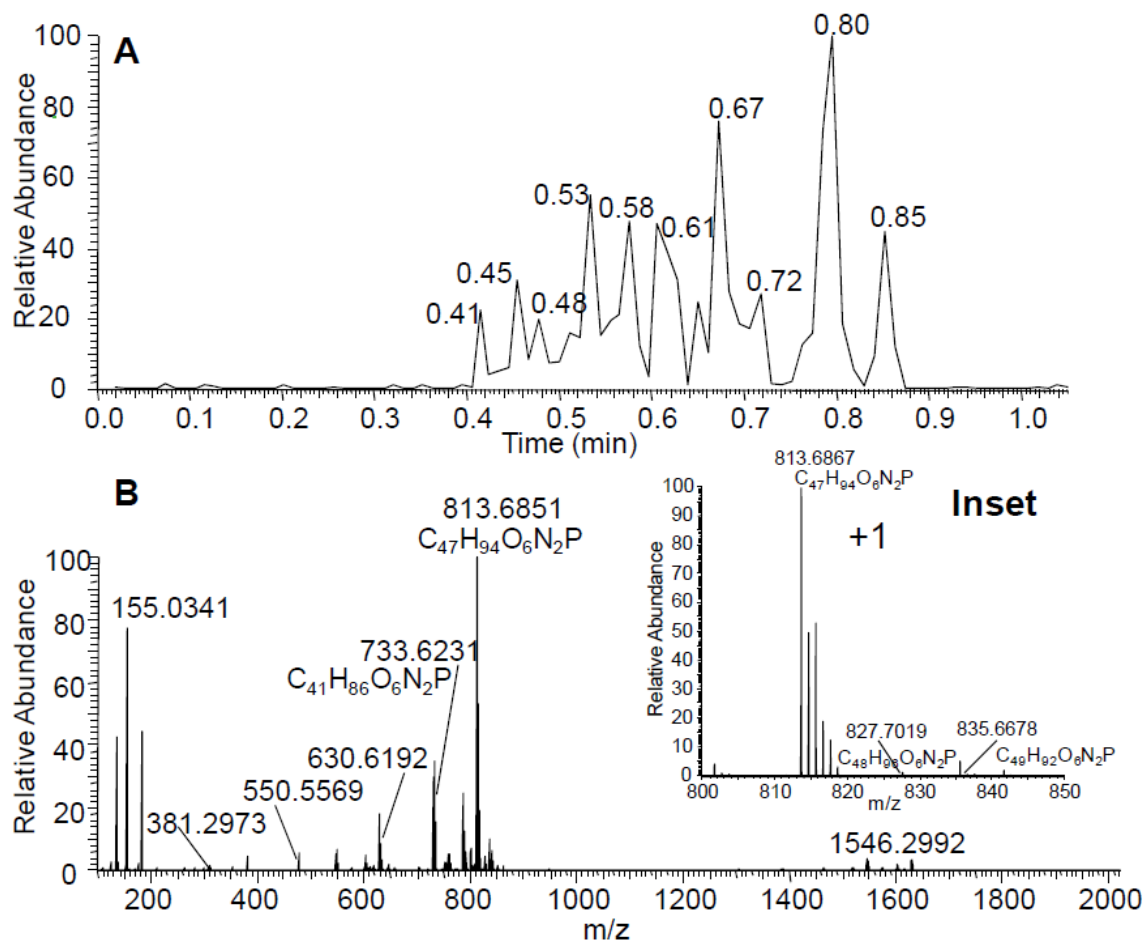 A
Relative Abundance
100
80
60
40
20
0
0.41
0.45
0.48
0.53
0.58
0.61
0.67
0.72
0.80
0.85
0.0 0.1 0.2 0.3 0.4 0.5 0.6 0.7 0.8 0.9 1.0
Time (min)
B
Relative Abundance
100
80
60
40
20
0
155.0341
381.2973
550.5569
630.6192
733.6231
C41H86O6N2P
813.6851
C47H94O6N2P
1546.2992
200 400 600 800 1000 1200 1400 1600 1800 2000
m/z
Inset
813.6867
C47H94O6N2P
+1
Relative Abundance
100
90
80
70
60
50
40
30
20
10
0
827.7019
C48H96O6N2P
835.6678
C49H92O6N2P
800 810 820 830 840 850
m/z